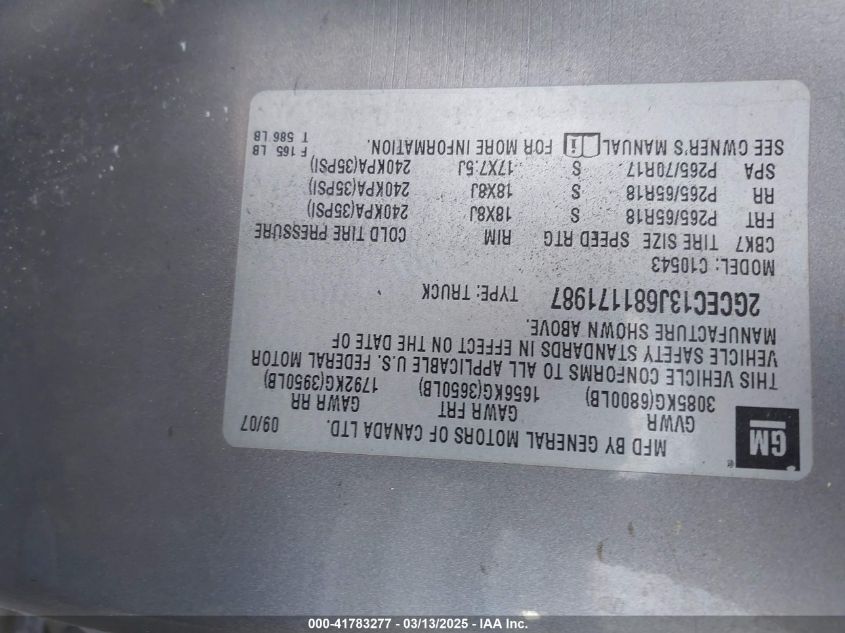 GM
MFD BY GENERAL MOTORS OF CANADA LTD. 09/07
GVWR GAWR FRT GAWR RR
3085KG(6800LB) 1656KG(3650LB) 1792KG(3950LB)
THIS VEHICLE CONFORMS TO ALL APPLICABLE U.S. FEDERAL MOTOR
VEHICLE SAFETY STANDARDS IN EFFECT ON THE DATE OF
MANUFACTURE SHOWN ABOVE.
2GCEC13J681171987 TYPE: TRUCK
MODEL: C10543
CBK7 TIRE SIZE SPEED RTG RIM COLD TIRE PRESSURE
FRT P265/65R18 S 18X8J 240KPA(35PSI)
RR P265/65R18 S 18X8J 240KPA(35PSI)
SPA P265/70R17 S 17X7.5J 240KPA(35PSI)
SEE OWNER'S MANUAL FOR MORE INFORMATION.
F 165 LB
T 586 LB
000-41783277 - 03/13/2025 - IAA Inc.